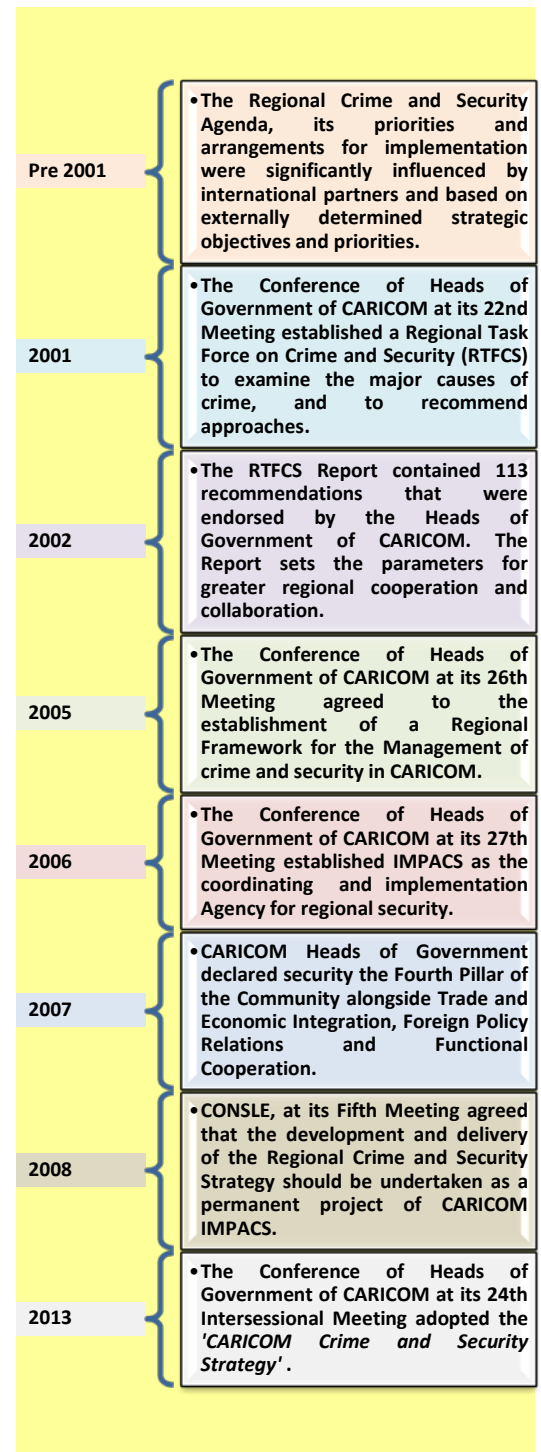 Pre 2001
•The Regional Crime and Security
Agenda, its priorities and
arrangements for implementation
were significantly influenced by
international partners and based on
externally determined strategic
objectives and priorities.
2001
•The Conference of Heads of
Government of CARICOM at its 22nd
Meeting established a Regional Task
Force on Crime and Security (RTFCS)
to examine the major causes of
crime, and to recommend
approaches.
2002
•The RTFCS Report contained 113
recommendations that were
endorsed by the Heads of
Government of CARICOM. The
Report sets the parameters for
greater regional cooperation and
collaboration.
2005
•The Conference of Heads of
Government of CARICOM at its 26th
Meeting agreed to the
establishment of a Regional
Framework for the Management of
crime and security in CARICOM.
2006
•The Conference of Heads of
Government of CARICOM at its 27th
Meeting established IMPACS as the
coordinating and implementation
Agency for regional security.
2007
•CARICOM Heads of Government
declared security the Fourth Pillar of
the Community alongside Trade and
Economic Integration, Foreign Policy
Relations and Functional
Cooperation.
2008
•CONSLE, at its Fifth Meeting agreed
that the development and delivery
of the Regional Crime and Security
Strategy should be undertaken as a
permanent project of CARICOM
IMPACS.
2013
•The Conference of Heads of
Government of CARICOM at its 24th
Intersessional Meeting adopted the
'CARICOM Crime and Security
Strategy' .